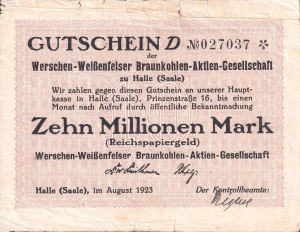 GUTSCHEIN D № 027037 *
der
Werschen-Weißenfelser Braunkohlen-Aktien-Gesellschaft
zu Halle (Saale)
Wir zahlen gegen diesen Gutschein an unserer Haupt-
kasse in Halle (Saale), Prinzenstraße 16, bis einen
Monat nach Aufruf durch öffentliche Bekanntmachung
Zehn Millionen Mark
(Reichspapiergeld)
Werschen-Weißenfelser Braunkohlen-Aktien-Gesellschaft
Halle (Saale), im August 1923
Der Kontrollbeamte: